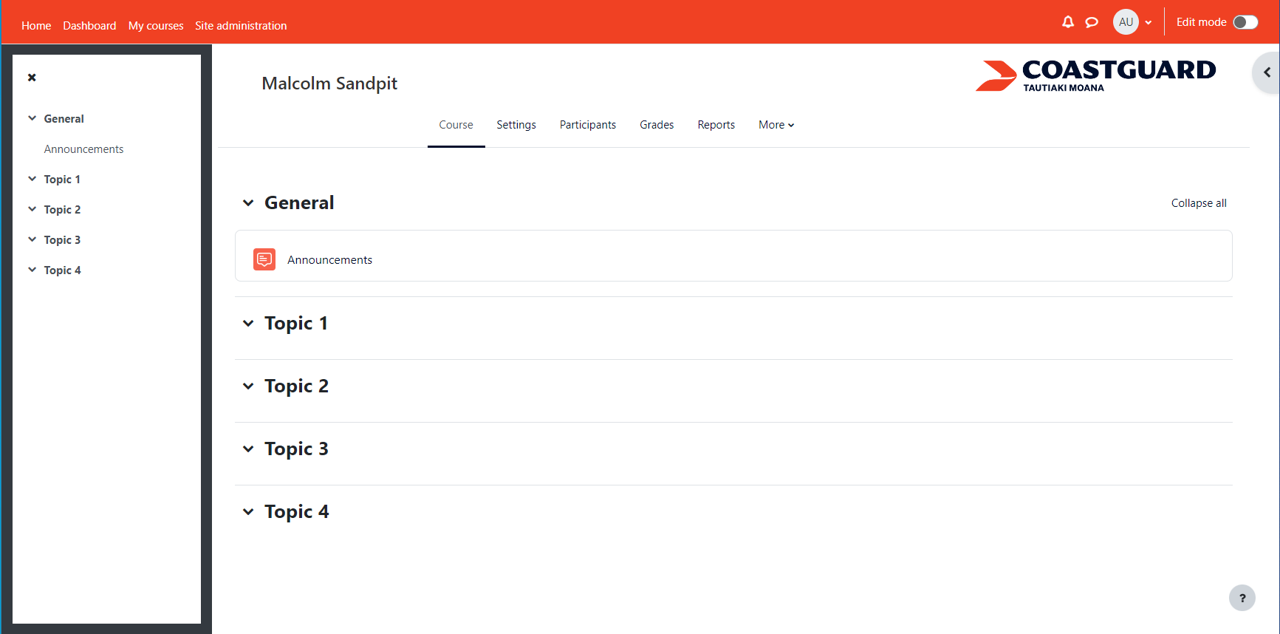 Home Dashboard My courses Site administration
AU
Edit mode
General
Announcements
Topic 1
Topic 2
Topic 3
Topic 4
Malcolm Sandpit
COASTGUARD
TAUTIAKI MOANA
Course Settings Participants Grades Reports More
General
Collapse all
Announcements
Topic 1
Topic 2
Topic 3
Topic 4
?